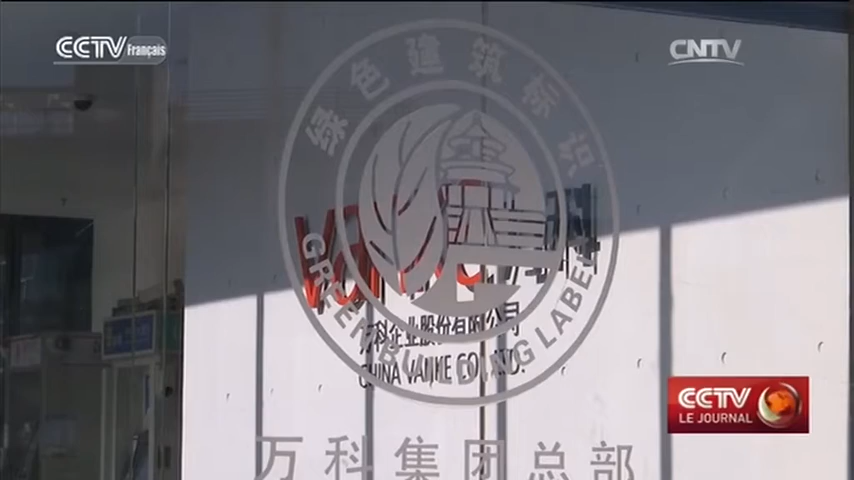 CCTV Français
CNTV
绿色建筑标识
GREEN BUILDING LABEL
万科企业股份有限公司
CHINA VANKE CO., LTD.
万科集团总部
CCTV
LE JOURNAL